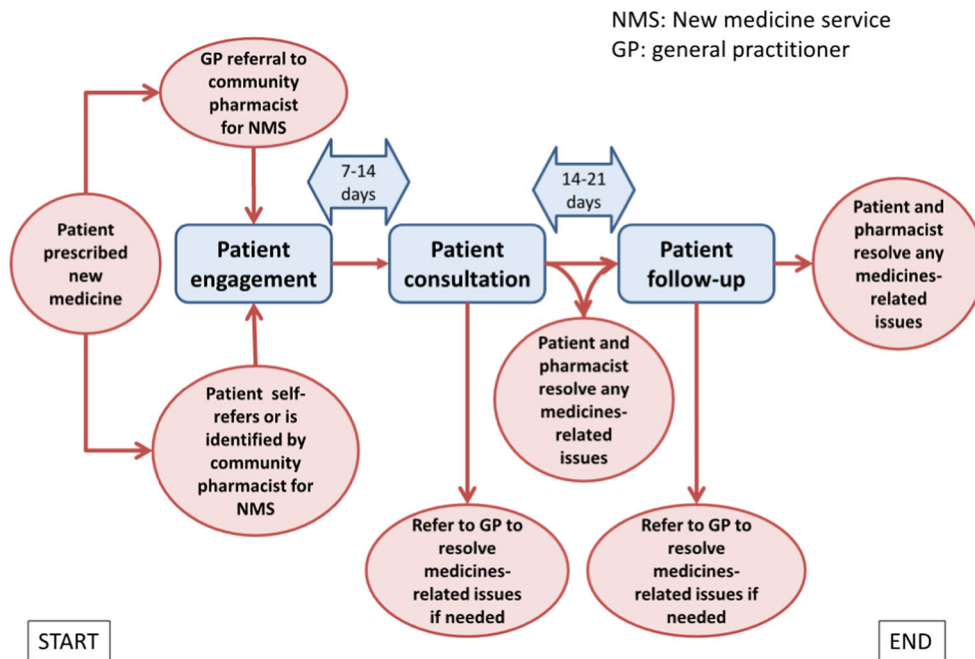 NMS: New medicine service
GP: general practitioner
GP referral to
community
pharmacist
for NMS
7-14
days
14-21
days
Patient
prescribed
new
medicine
Patient
engagement
Patient
consultation
Patient
follow-up
Patient and
pharmacist
resolve any
medicines-
related
issues
Patient and
pharmacist
resolve any
medicines-
related
issues
Patient self-
refers or is
identified by
community
pharmacist for
NMS
Refer to GP to
resolve
medicines-
related issues
if needed
Refer to GP to
resolve
medicines-
related issues if
needed
START
END